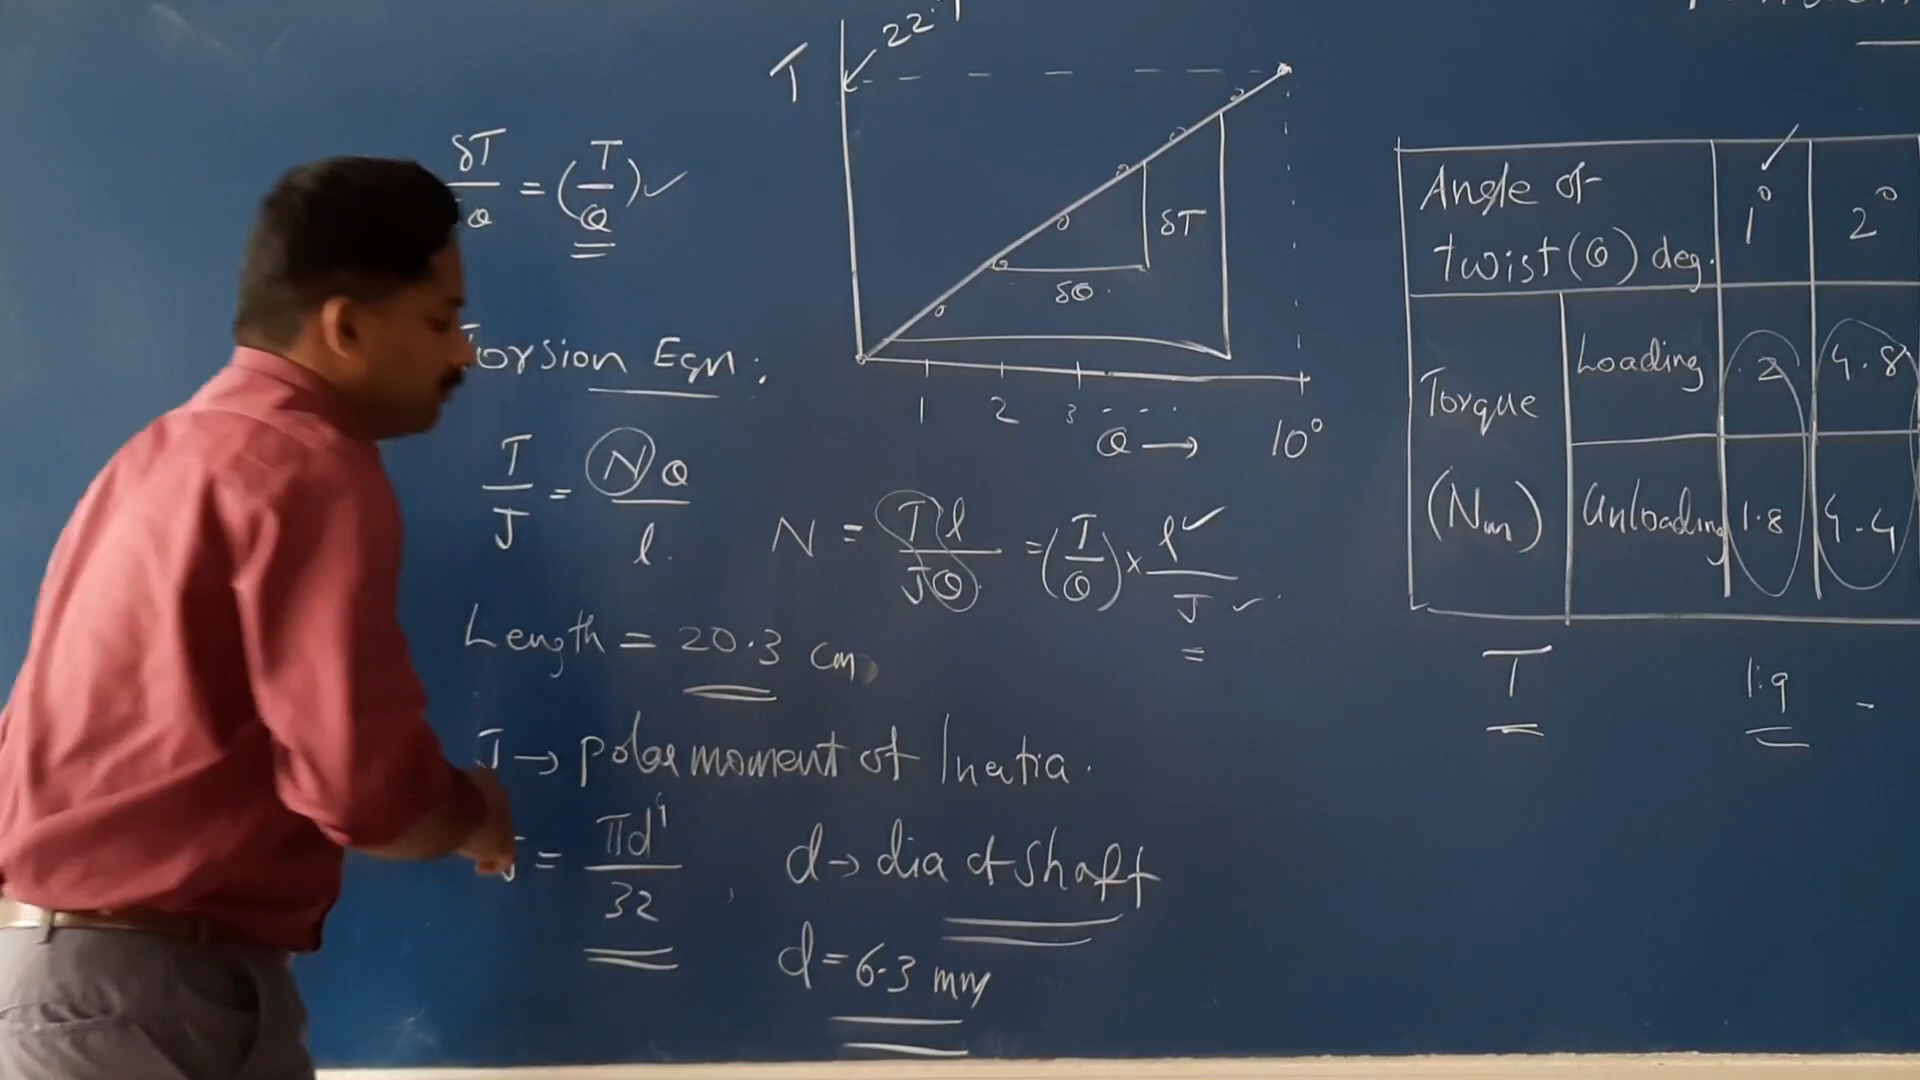 T
22.
δT/θ = (T/θ) ✓
δT
δθ
1 2 3 ....
θ → 10°
Torsion Eqn:
T/J = Nθ/l
N = Tl/Jθ = (T/θ) × l/J
Length = 20.3 cm
J → polar moment of Inertia.
J = πd⁴/32, d → dia of shaft
d = 6.3 mm
Angle of twist (θ) deg. 1° 2°
Torque (Nm)
Loading 2 4.8
Unloading 1.8 4.4
T 1.9 -